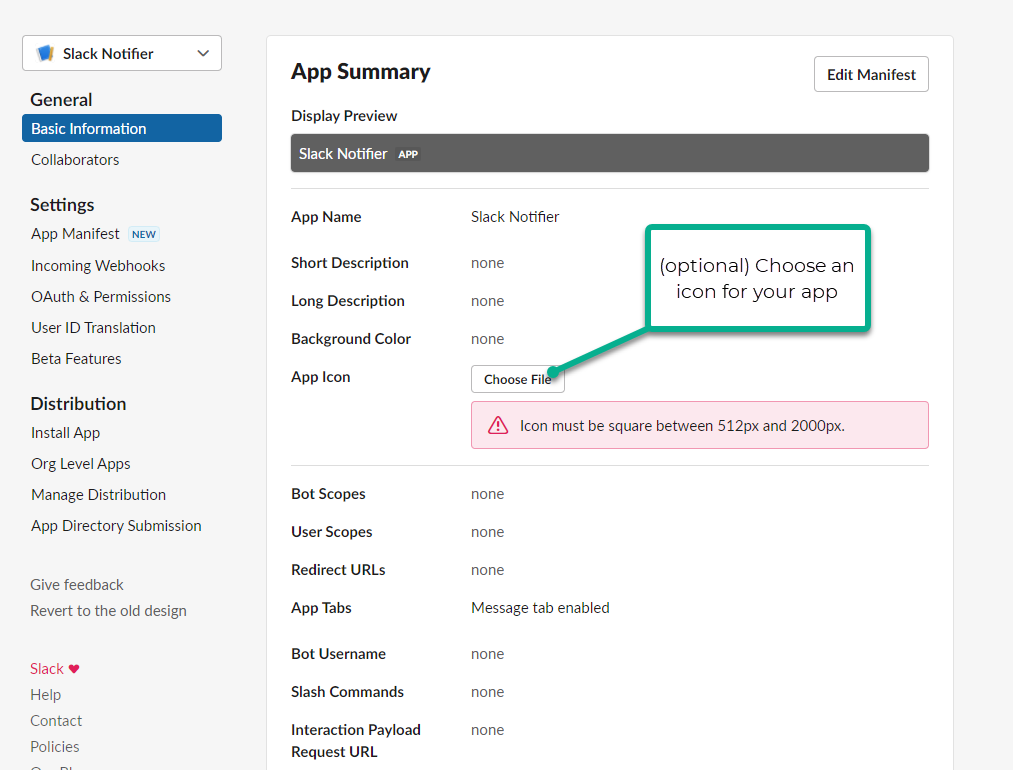 Slack Notifier
General
Basic Information
Collaborators
Settings
App Manifest NEW
Incoming Webhooks
OAuth & Permissions
User ID Translation
Beta Features
Distribution
Install App
Org Level Apps
Manage Distribution
App Directory Submission
Give feedback
Revert to the old design
Slack
Help
Contact
Policies
App Summary
Edit Manifest
Display Preview
Slack Notifier APP
App Name Slack Notifier
Short Description none
Long Description none
Background Color none
App Icon Choose File
(optional) Choose an
icon for your app
Icon must be square between 512px and 2000px.
Bot Scopes none
User Scopes none
Redirect URLs none
App Tabs Message tab enabled
Bot Username none
Slash Commands none
Interaction Payload none
Request URL